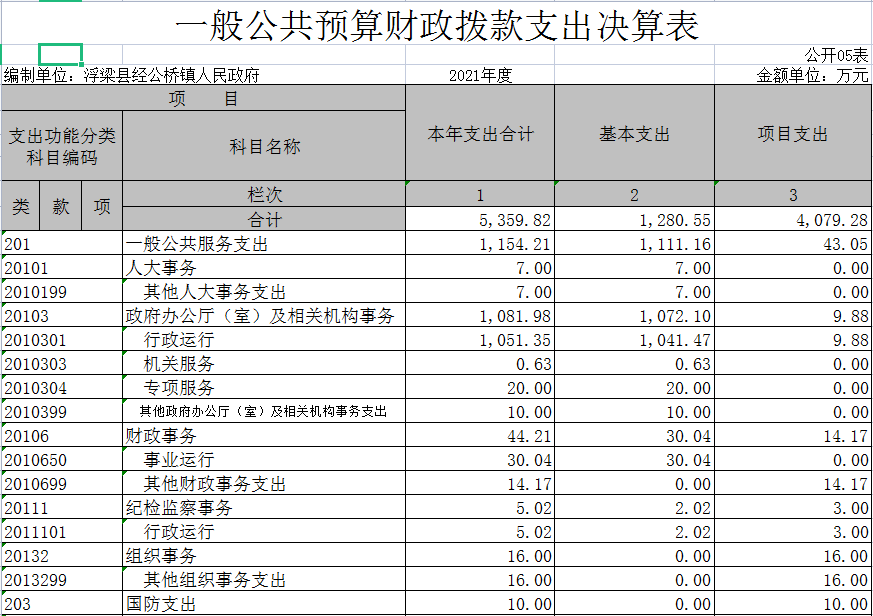 一般公共预算财政拨款支出决算表
公开05表
编制单位：浮梁县经公桥镇人民政府 2021年度 金额单位：万元
项 目 本年支出合计 基本支出 项目支出
支出功能分类科目编码 科目名称
类 款 项 栏次 1 2 3
合计 5,359.82 1,280.55 4,079.28
201 一般公共服务支出 1,154.21 1,111.16 43.05
20101 人大事务 7.00 7.00 0.00
2010199 其他人大事务支出 7.00 7.00 0.00
20103 政府办公厅（室）及相关机构事务 1,081.98 1,072.10 9.88
2010301 行政运行 1,051.35 1,041.47 9.88
2010303 机关服务 0.63 0.63 0.00
2010304 专项服务 20.00 20.00 0.00
2010399 其他政府办公厅（室）及相关机构事务支出 10.00 10.00 0.00
20106 财政事务 44.21 30.04 14.17
2010650 事业运行 30.04 30.04 0.00
2010699 其他财政事务支出 14.17 0.00 14.17
20111 纪检监察事务 5.02 2.02 3.00
2011101 行政运行 5.02 2.02 3.00
20132 组织事务 16.00 0.00 16.00
2013299 其他组织事务支出 16.00 0.00 16.00
203 国防支出 10.00 0.00 10.00